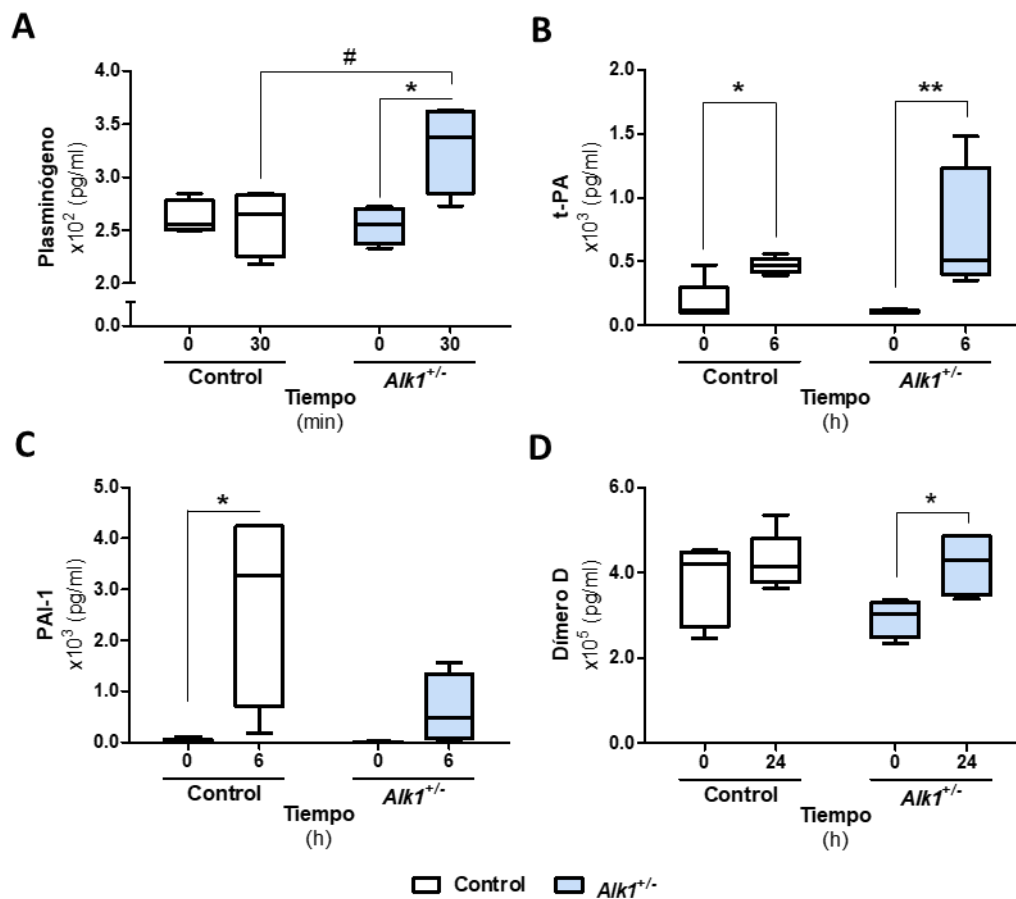 A
Plasminógeno
x10² (pg/ml)
4.0
3.5
3.0
2.5
2.0
0.0
#
*
0 30 0 30
Control Alk1+/-
Tiempo
(min)
B
t-PA
x10³ (pg/ml)
2.0
1.5
1.0
0.5
0.0
*
**
0 6 0 6
Control Alk1+/-
Tiempo
(h)
C
PAI-1
x10³ (pg/ml)
5.0
4.0
3.0
2.0
1.0
0.0
*
0 6 0 6
Control Alk1+/-
Tiempo
(h)
D
Dímero D
x10⁵ (pg/ml)
6.0
4.0
2.0
0.0
*
0 24 0 24
Control Alk1+/-
Tiempo
(h)
Control Alk1+/-